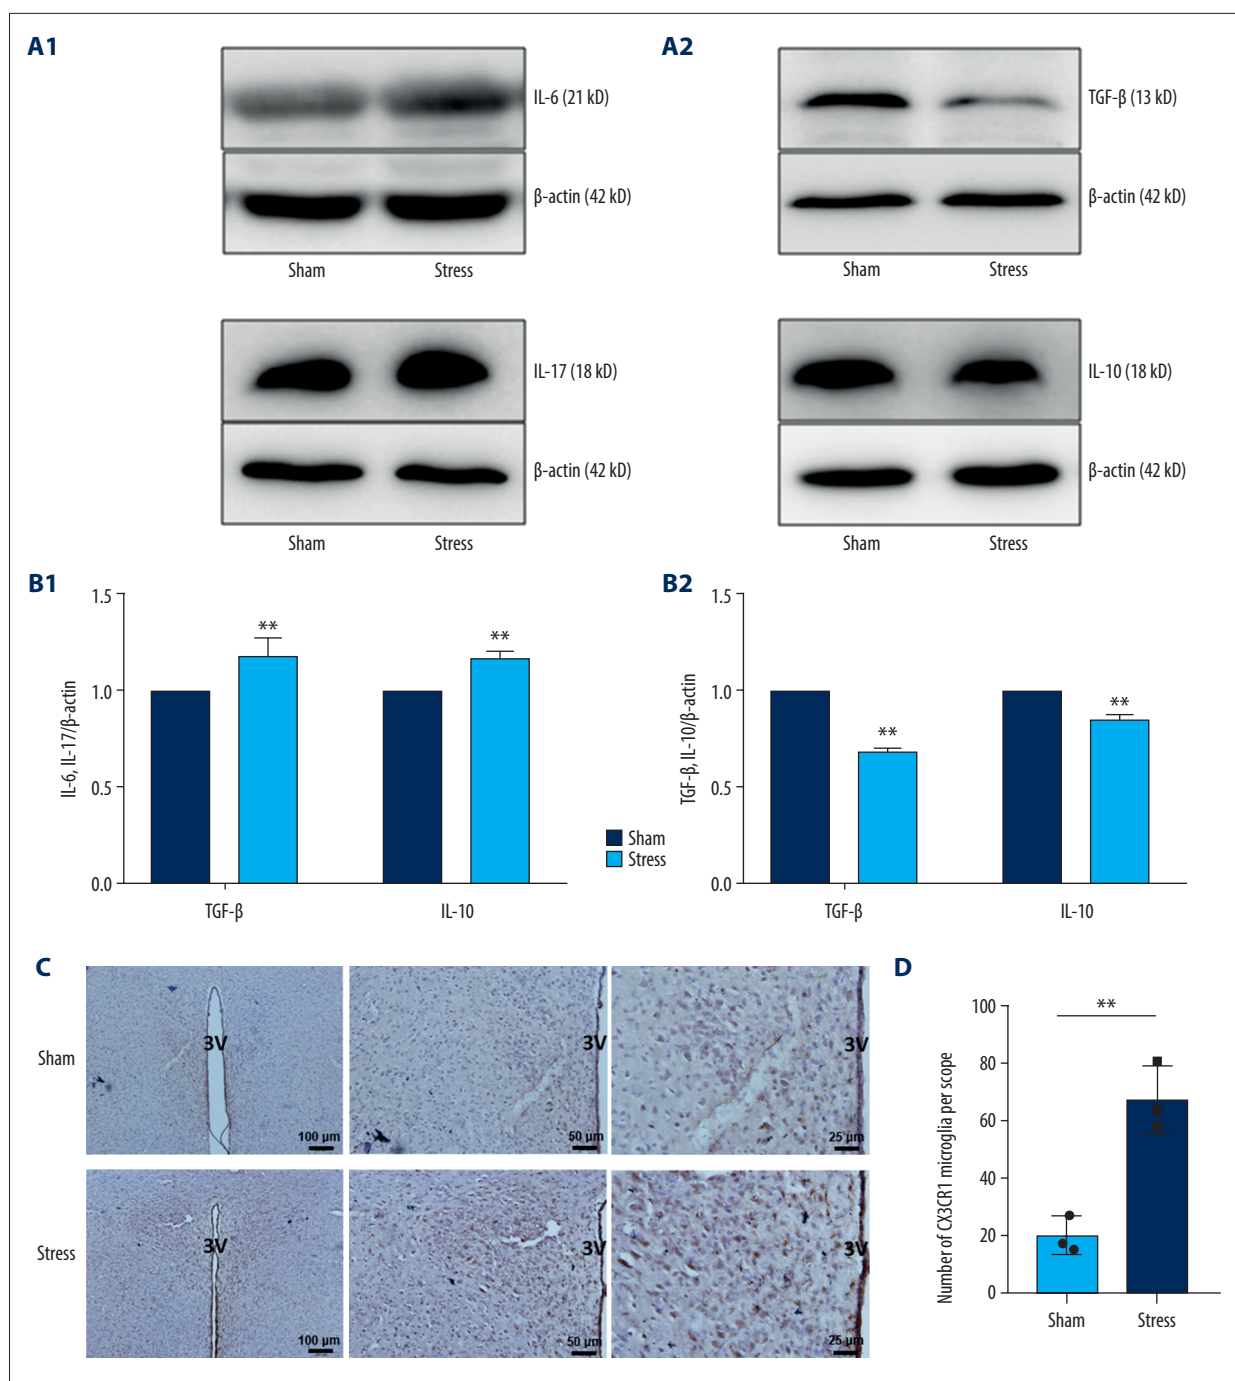 A1
IL-6 (21 kD)
β-actin (42 kD)
Sham Stress
IL-17 (18 kD)
β-actin (42 kD)
Sham Stress
A2
TGF-β (13 kD)
β-actin (42 kD)
Sham Stress
IL-10 (18 kD)
β-actin (42 kD)
Sham Stress
B1
IL-6, IL-17/β-actin
1.5
1.0
0.5
0.0
** **
TGF-β IL-10
Sham
Stress
B2
TGF-β, IL-10/β-actin
1.5
1.0
0.5
0.0
** **
TGF-β IL-10
C
Sham
3V 3V 3V
100 µm 50 µm 25 µm
Stress
3V 3V 3V
100 µm 50 µm 25 µm
D
Number of CX3CR1 microglia per scope
100
80
60
40
20
0
**
Sham Stress